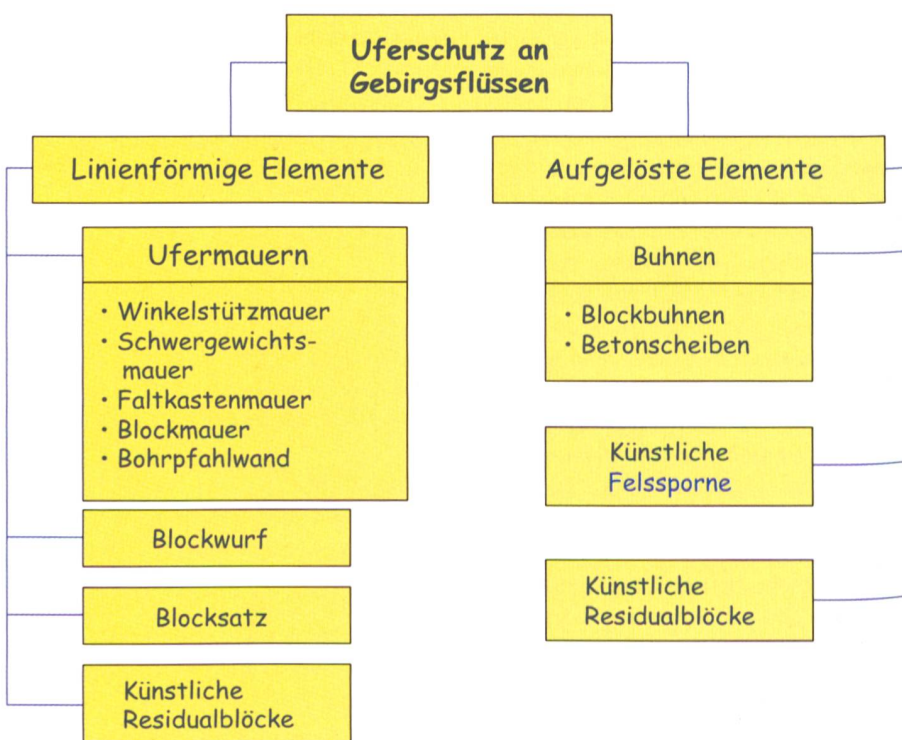 Uferschutz an
Gebirgsflüssen
Linienförmige Elemente
Ufermauern
• Winkelstützmauer
• Schwergewichts-
mauer
• Faltkastenmauer
• Blockmauer
• Bohrpfahlwand
Blockwurf
Blocksatz
Künstliche
Residualblöcke
Aufgelöste Elemente
Buhnen
• Blockbuhnen
• Betonscheiben
Künstliche
Felssporne
Künstliche
Residualblöcke